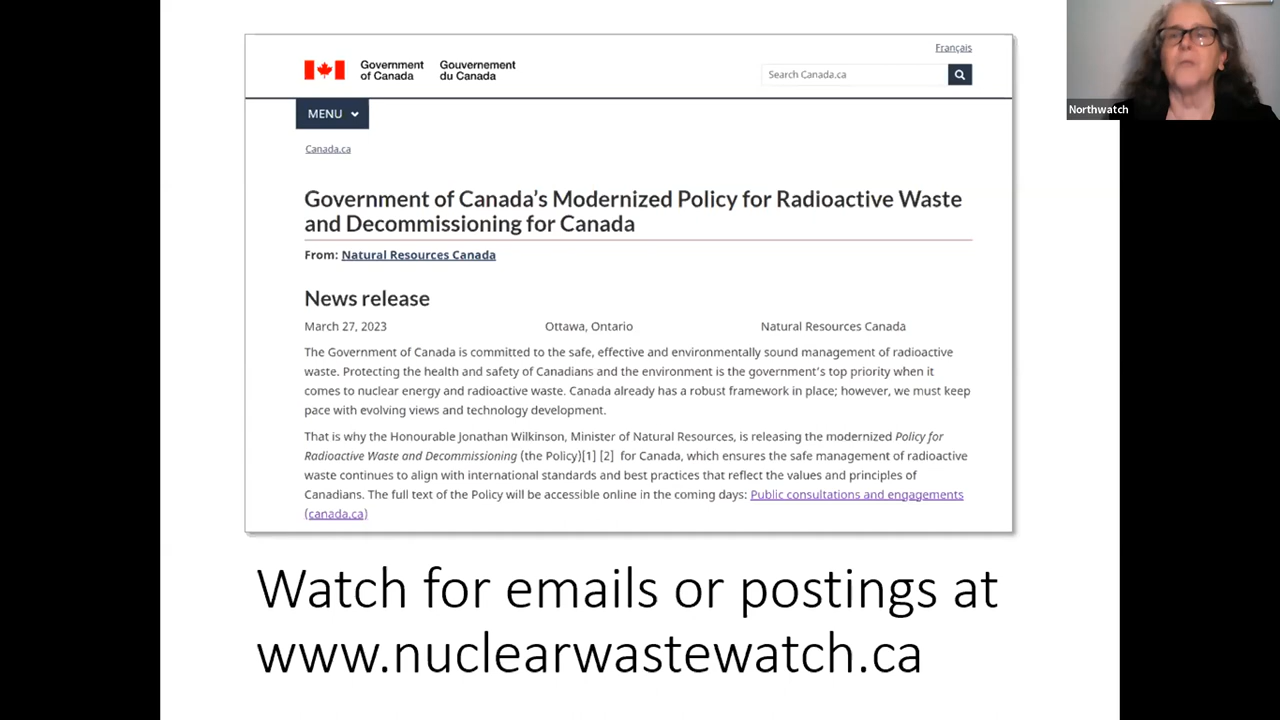 Français
Government of Canada
Gouvernement du Canada
Search Canada.ca
MENU
Canada.ca
Government of Canada's Modernized Policy for Radioactive Waste
and Decommissioning for Canada
From: Natural Resources Canada
News release
March 27, 2023 Ottawa, Ontario Natural Resources Canada
The Government of Canada is committed to the safe, effective and environmentally sound management of radioactive
waste. Protecting the health and safety of Canadians and the environment is the government's top priority when it
comes to nuclear energy and radioactive waste. Canada already has a robust framework in place; however, we must keep
pace with evolving views and technology development.
That is why the Honourable Jonathan Wilkinson, Minister of Natural Resources, is releasing the modernized Policy for
Radioactive Waste and Decommissioning (the Policy)[1] [2] for Canada, which ensures the safe management of radioactive
waste continues to align with international standards and best practices that reflect the values and principles of
Canadians. The full text of the Policy will be accessible online in the coming days: Public consultations and engagements
(canada.ca)
Watch for emails or postings at
www.nuclearwastewatch.ca
Northwatch